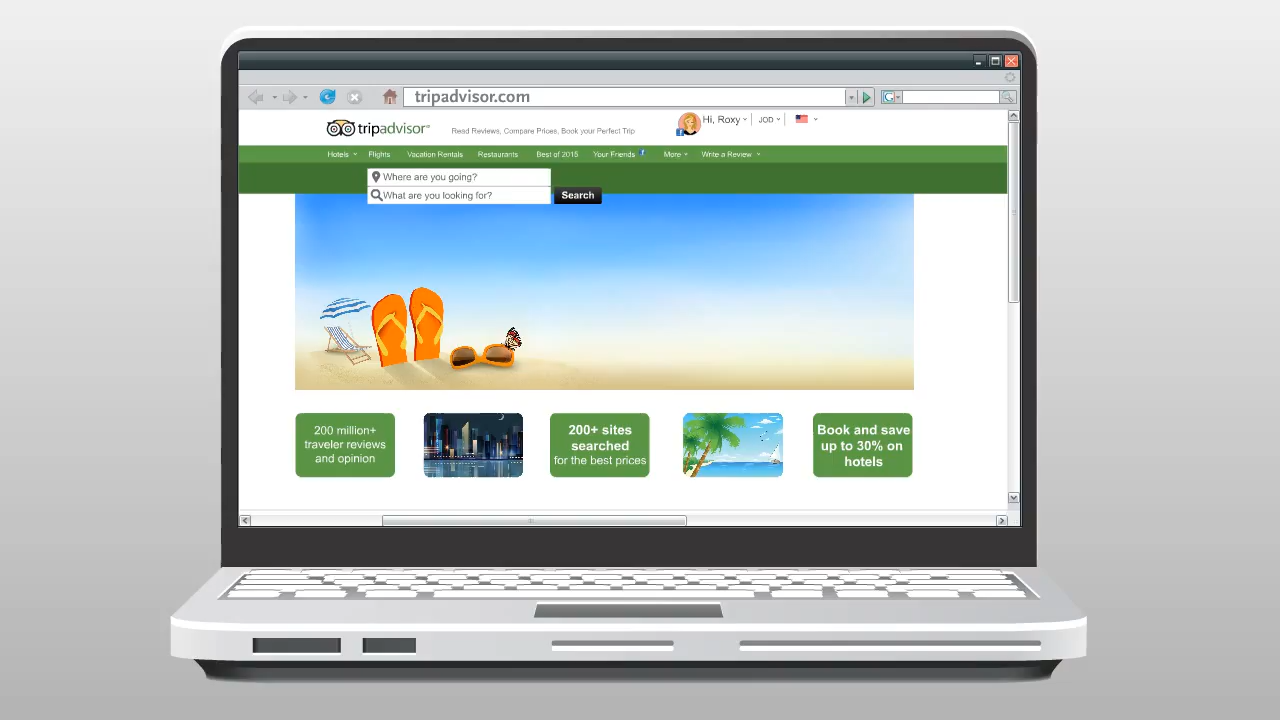 tripadvisor.com
tripadvisor®
Read Reviews, Compare Prices, Book your Perfect Trip
Hi, Roxy
JOD
Hotels Flights Vacation Rentals Restaurants Best of 2015 Your Friends f More Write a Review
Where are you going?
What are you looking for?
Search
200 million+
traveler reviews
and opinion
200+ sites
searched
for the best prices
Book and save
up to 30% on
hotels